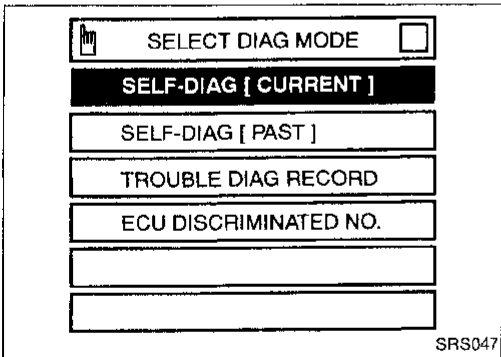 SELECT DIAG MODE
SELF-DIAG [ CURRENT ]
SELF-DIAG [ PAST ]
TROUBLE DIAG RECORD
ECU DISCRIMINATED NO.
SRS047